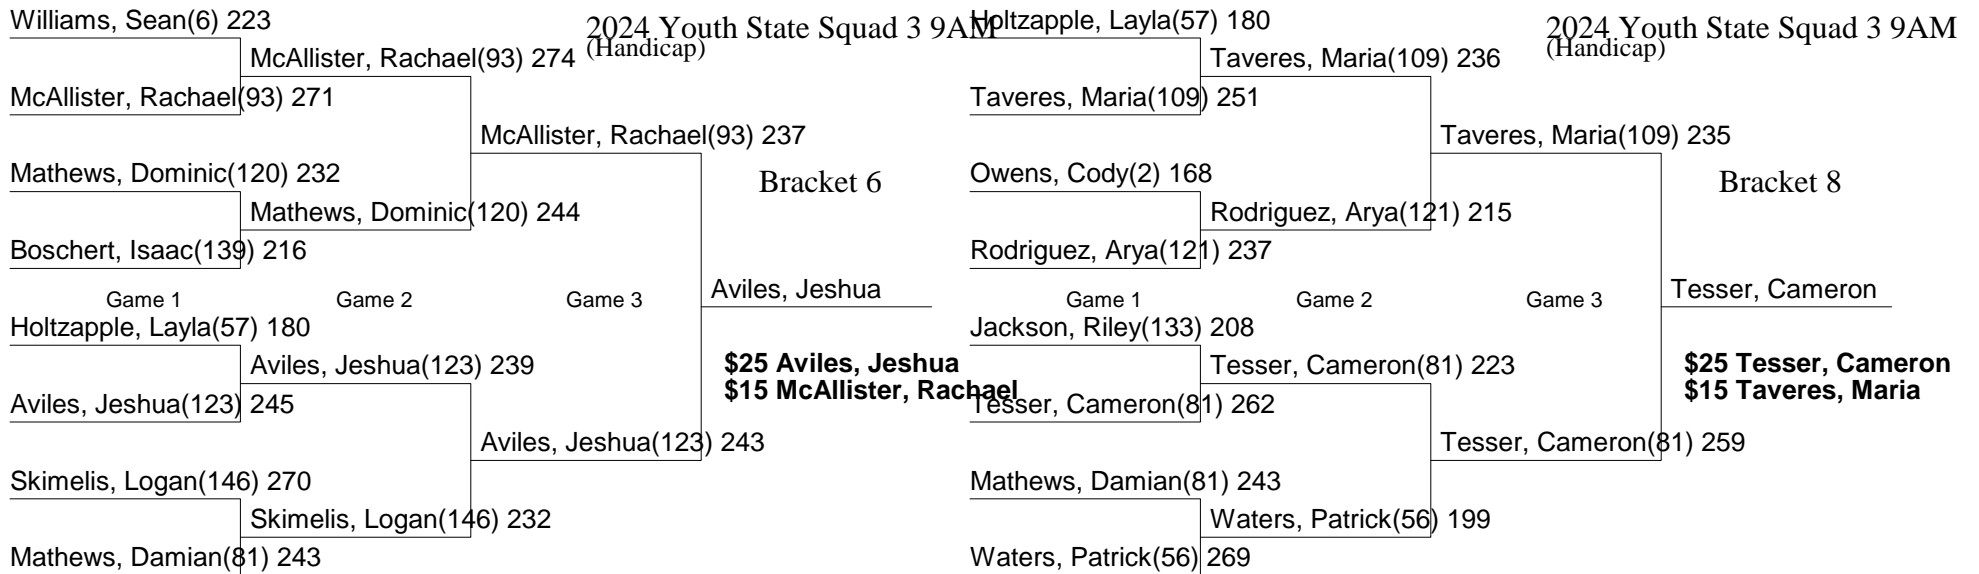 Williams, Sean(6) 223
2024 Youth State Squad 3 9AM
(Handicap)
McAllister, Rachael(93) 274
McAllister, Rachael(93) 271
McAllister, Rachael(93) 237
Mathews, Dominic(120) 232
Bracket 6
Mathews, Dominic(120) 244
Boschert, Isaac(139) 216
Aviles, Jeshua
Game 1
Game 2
Game 3
Holtzapple, Layla(57) 180
Aviles, Jeshua(123) 239
$25 Aviles, Jeshua
$15 McAllister, Rachael
Aviles, Jeshua(123) 245
Aviles, Jeshua(123) 243
Skimelis, Logan(146) 270
Skimelis, Logan(146) 232
Mathews, Damian(81) 243
Holtzapple, Layla(57) 180
2024 Youth State Squad 3 9AM
(Handicap)
Taveres, Maria(109) 236
Taveres, Maria(109) 251
Taveres, Maria(109) 235
Owens, Cody(2) 168
Bracket 8
Rodriguez, Arya(121) 215
Rodriguez, Arya(121) 237
Tesser, Cameron
Game 1
Game 2
Game 3
Jackson, Riley(133) 208
Tesser, Cameron(81) 223
$25 Tesser, Cameron
$15 Taveres, Maria
Tesser, Cameron(81) 262
Tesser, Cameron(81) 259
Mathews, Damian(81) 243
Waters, Patrick(56) 199
Waters, Patrick(56) 269